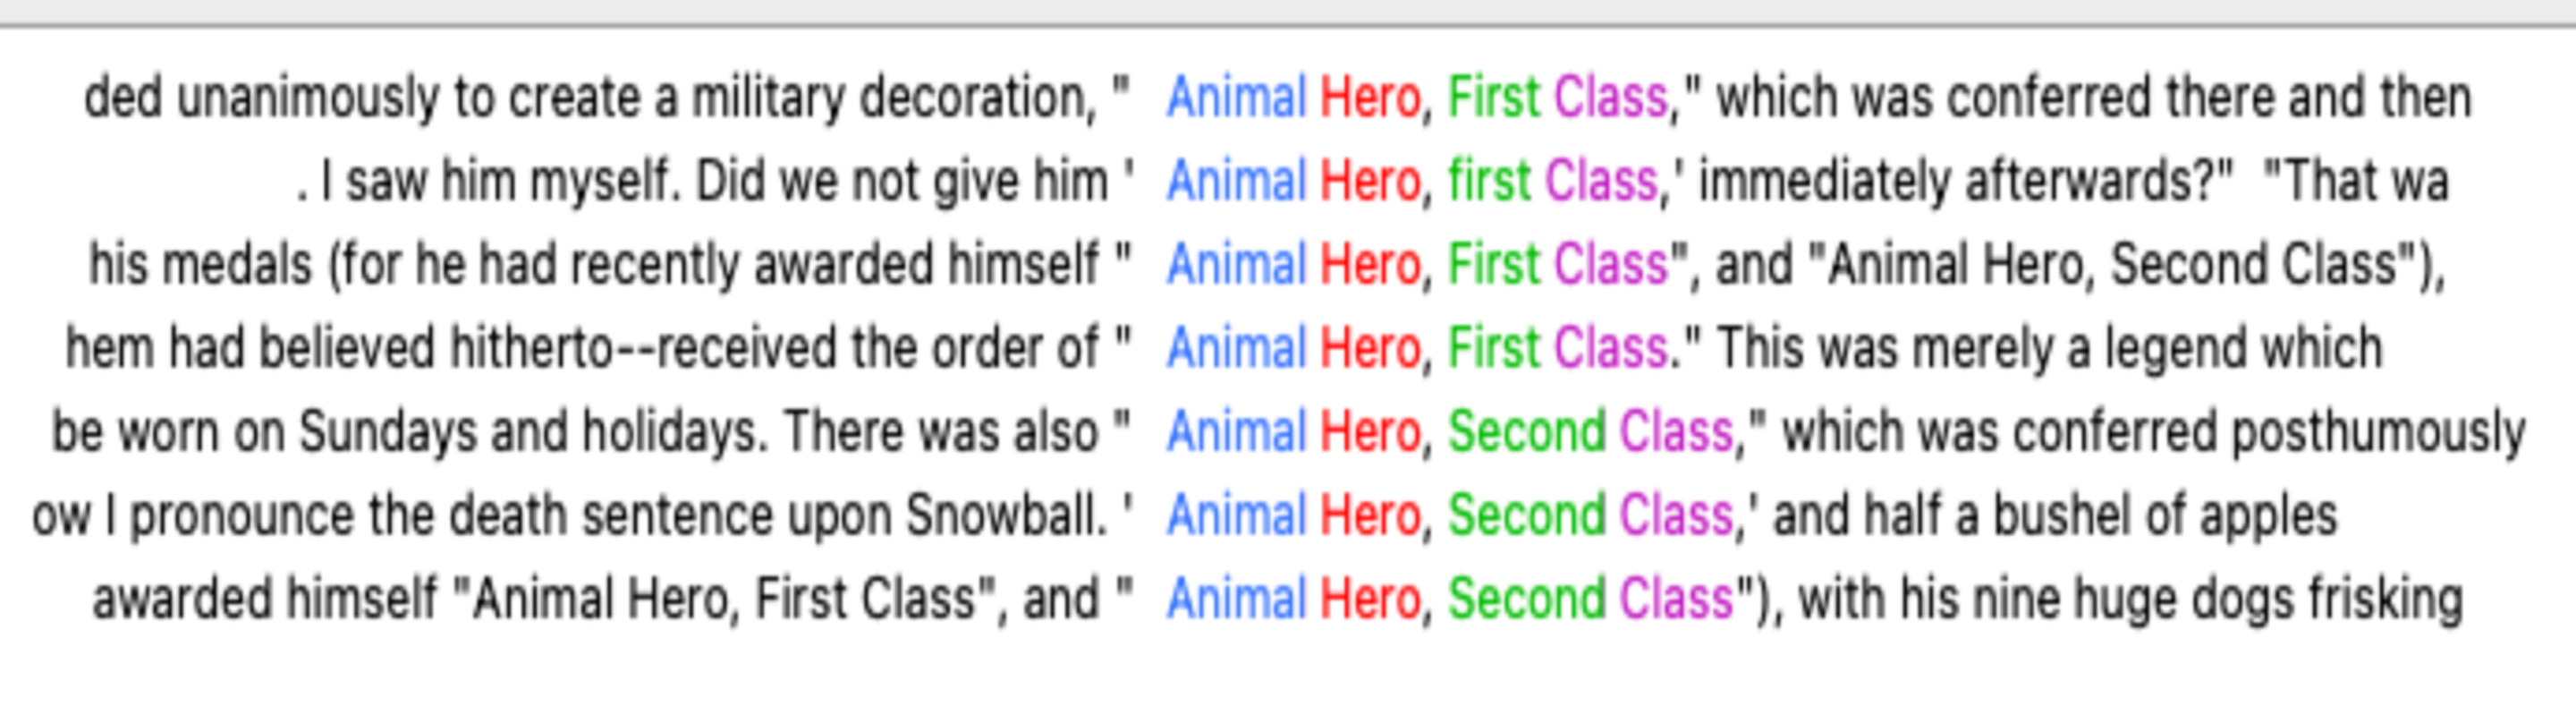 ded unanimously to create a military decoration, " Animal Hero, First Class," which was conferred there and then
. I saw him myself. Did we not give him ' Animal Hero, first Class,' immediately afterwards?"  "That wa
his medals (for he had recently awarded himself " Animal Hero, First Class", and "Animal Hero, Second Class"),
hem had believed hitherto--received the order of " Animal Hero, First Class." This was merely a legend which
be worn on Sundays and holidays. There was also " Animal Hero, Second Class," which was conferred posthumously
ow I pronounce the death sentence upon Snowball. ' Animal Hero, Second Class,' and half a bushel of apples
awarded himself "Animal Hero, First Class", and " Animal Hero, Second Class"), with his nine huge dogs frisking